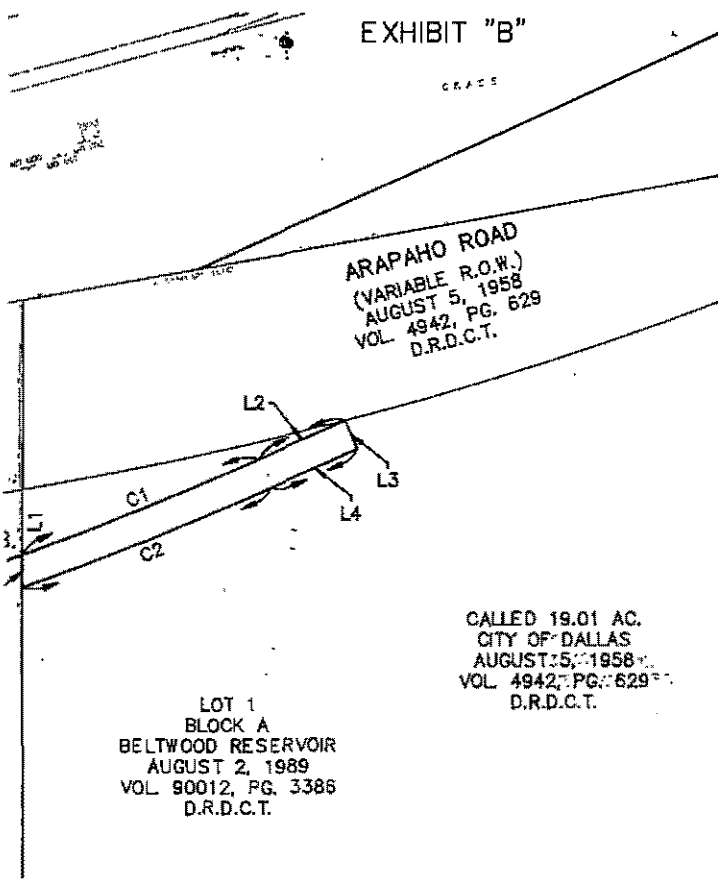 EXHIBIT "B"
ARAPAHO ROAD
(VARIABLE R.O.W.)
AUGUST 5, 1958
VOL. 4942, PG. 629
D.R.D.C.T.
L2
L3
L4
C1
L1
C2
CALLED 19.01 AC.
CITY OF DALLAS
AUGUST 5, 1958
VOL. 4942, PG. 629
D.R.D.C.T.
LOT 1
BLOCK A
BELTWOOD RESERVOIR
AUGUST 2, 1989
VOL. 90012, PG. 3386
D.R.D.C.T.